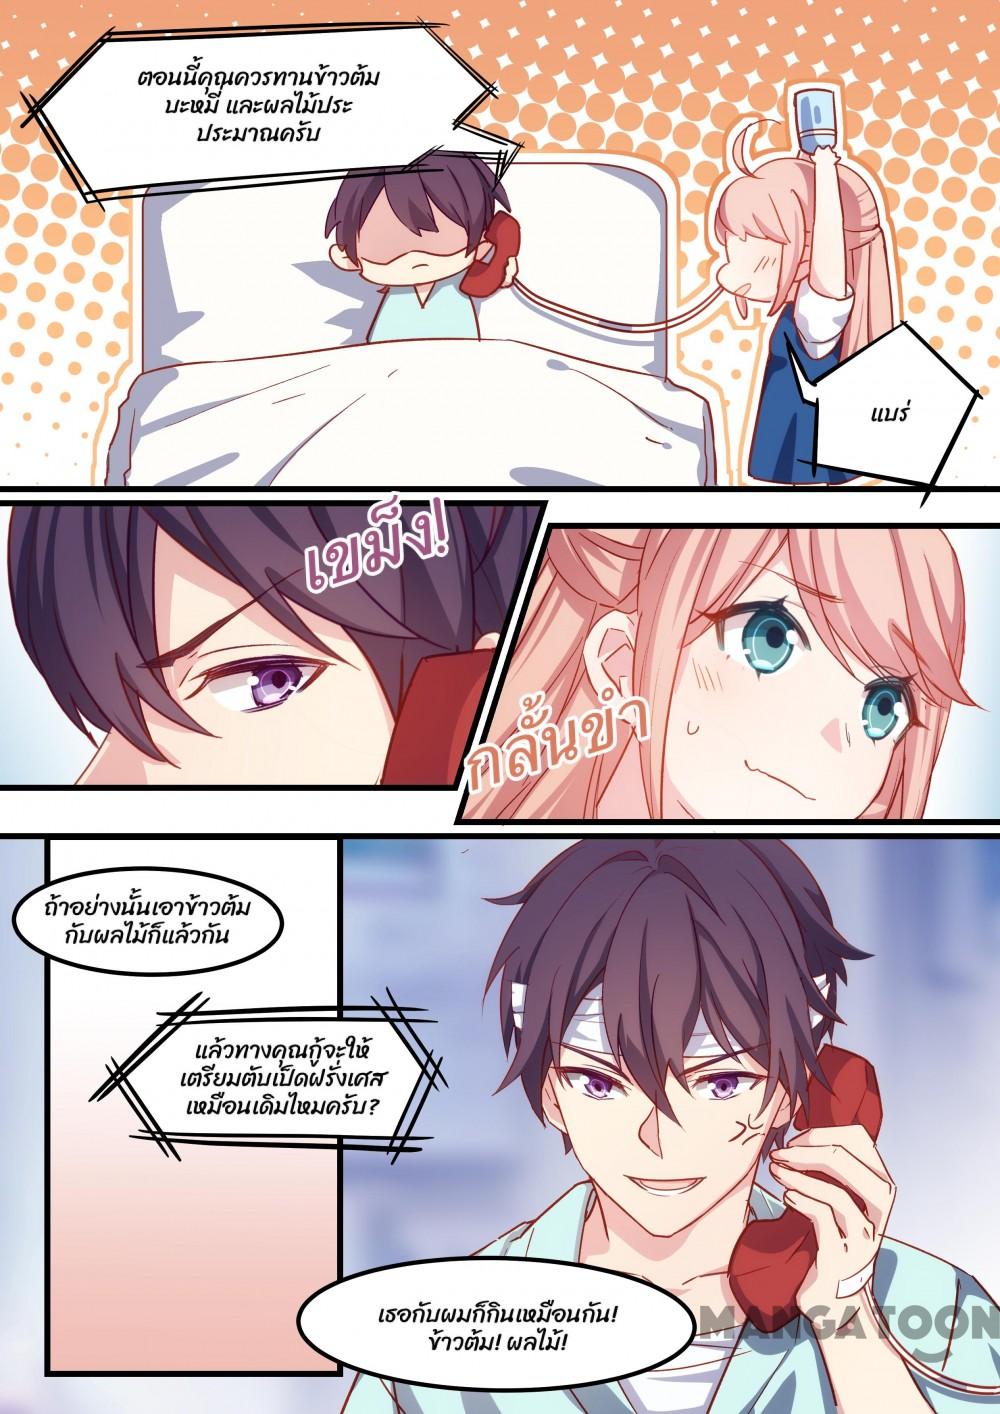 ตอนนี้คุณควรทานข้าวต้ม
บะหมี่ และผลไม้ประ
ประมาณครับ
แบร่
เขม็ง!
กลั้นขำ
ถ้าอย่างนั้นเอาข้าวต้ม
กับผลไม้ก็แล้วกัน
แล้วทางคุณกู้จะให้
เตรียมตับเป็ดฝรั่งเศส
เหมือนเดิมไหมครับ?
เธอกับผมก็กินเหมือนกัน!
ข้าวต้ม! ผลไม้!
MANGATOON